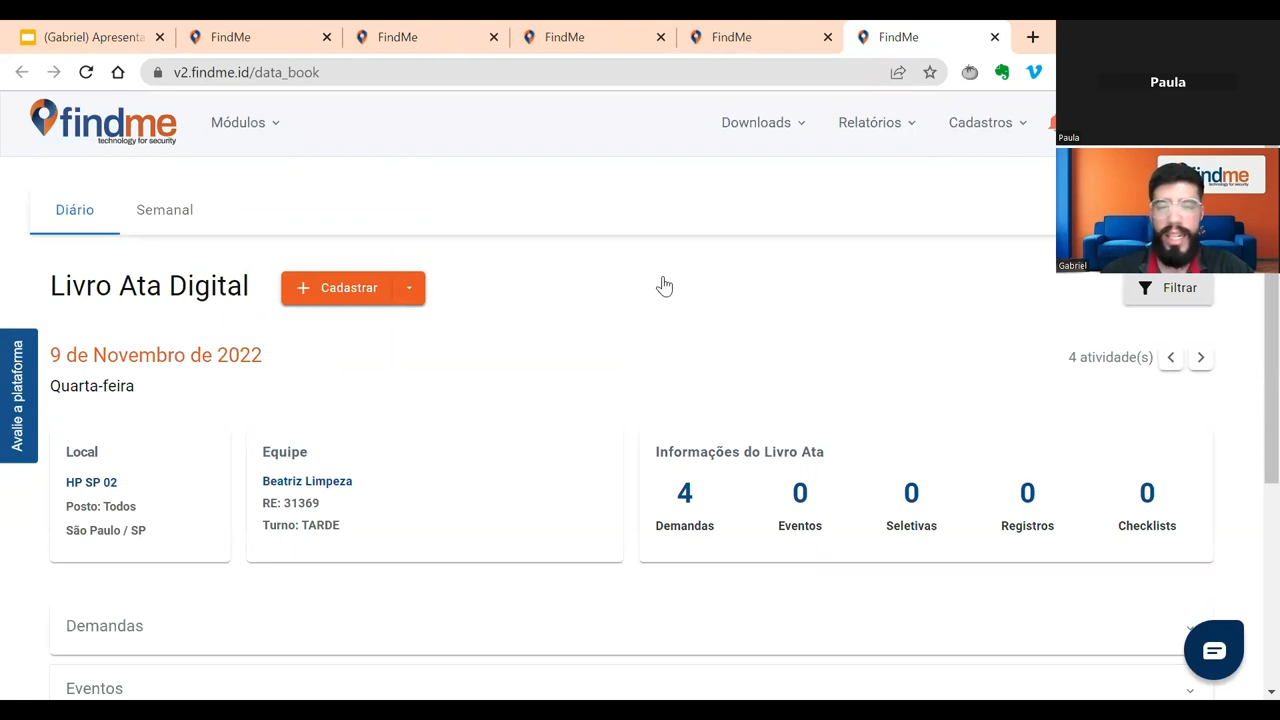 (Gabriel) Apresenta
FindMe
FindMe
FindMe
FindMe
FindMe
v2.findme.id/data_book
Paula
Paula
findme
technology for security
Módulos
Downloads
Relatórios
Cadastros
Gabriel
Diário
Semanal
Livro Ata Digital
Cadastrar
Filtrar
Avalie a plataforma
9 de Novembro de 2022
4 atividade(s)
Quarta-feira
Local
HP SP 02
Posto: Todos
São Paulo / SP
Equipe
Beatriz Limpeza
RE: 31369
Turno: TARDE
Informações do Livro Ata
4 0 0 0 0
Demandas Eventos Seletivas Registros Checklists
Demandas
Eventos